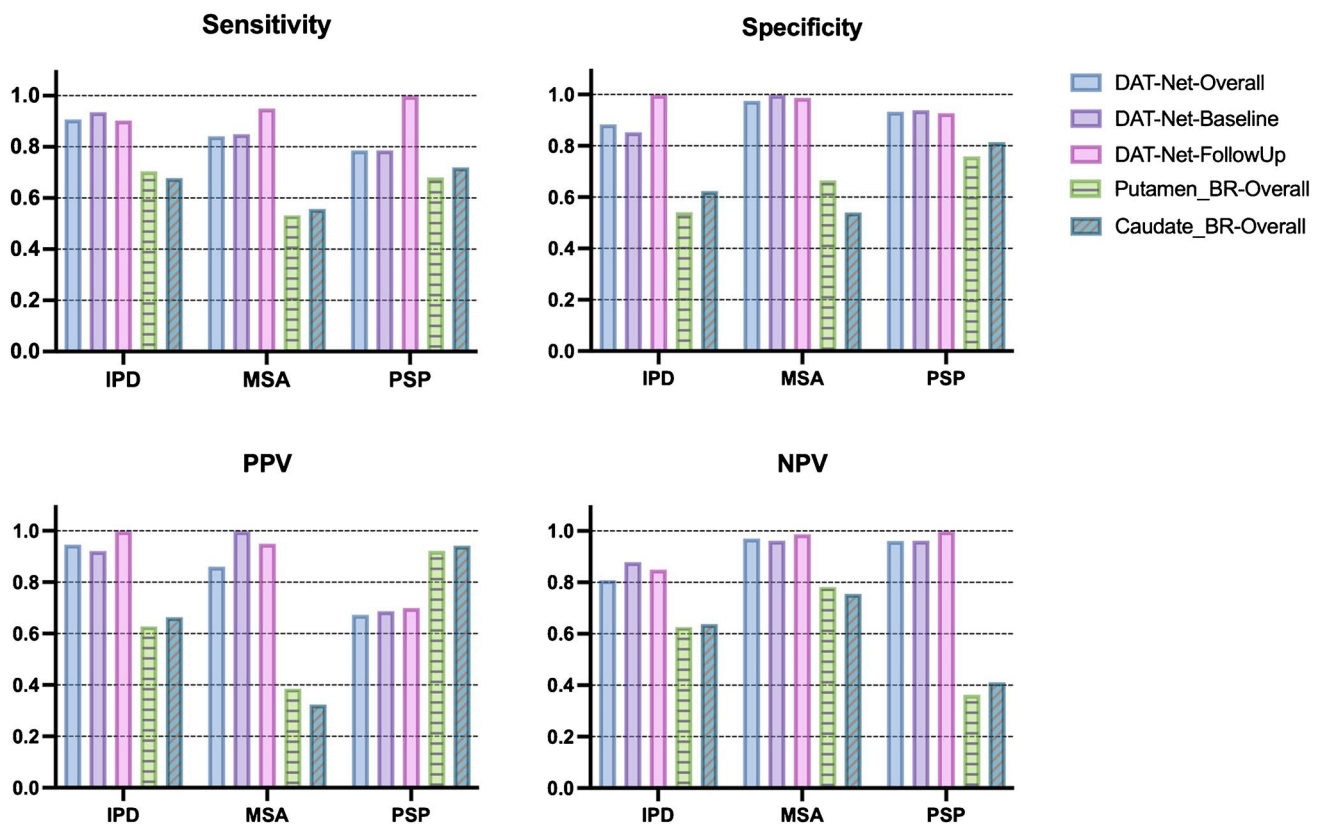 Sensitivity
1.0
0.8
0.6
0.4
0.2
0.0
IPD MSA PSP
Specificity
1.0
0.8
0.6
0.4
0.2
0.0
IPD MSA PSP
DAT-Net-Overall
DAT-Net-Baseline
DAT-Net-FollowUp
Putamen_BR-Overall
Caudate_BR-Overall
PPV
1.0
0.8
0.6
0.4
0.2
0.0
IPD MSA PSP
NPV
1.0
0.8
0.6
0.4
0.2
0.0
IPD MSA PSP